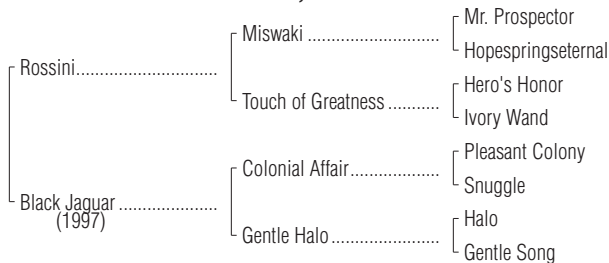 Mr. Prospector
Miswaki ..........................
Hopespringseternal
Rossini............................
Hero's Honor
Touch of Greatness ..........
Ivory Wand
Pleasant Colony
Colonial Affair..................
Snuggle
Black Jaguar ....................
(1997)
Halo
Gentle Halo......................
Gentle Song